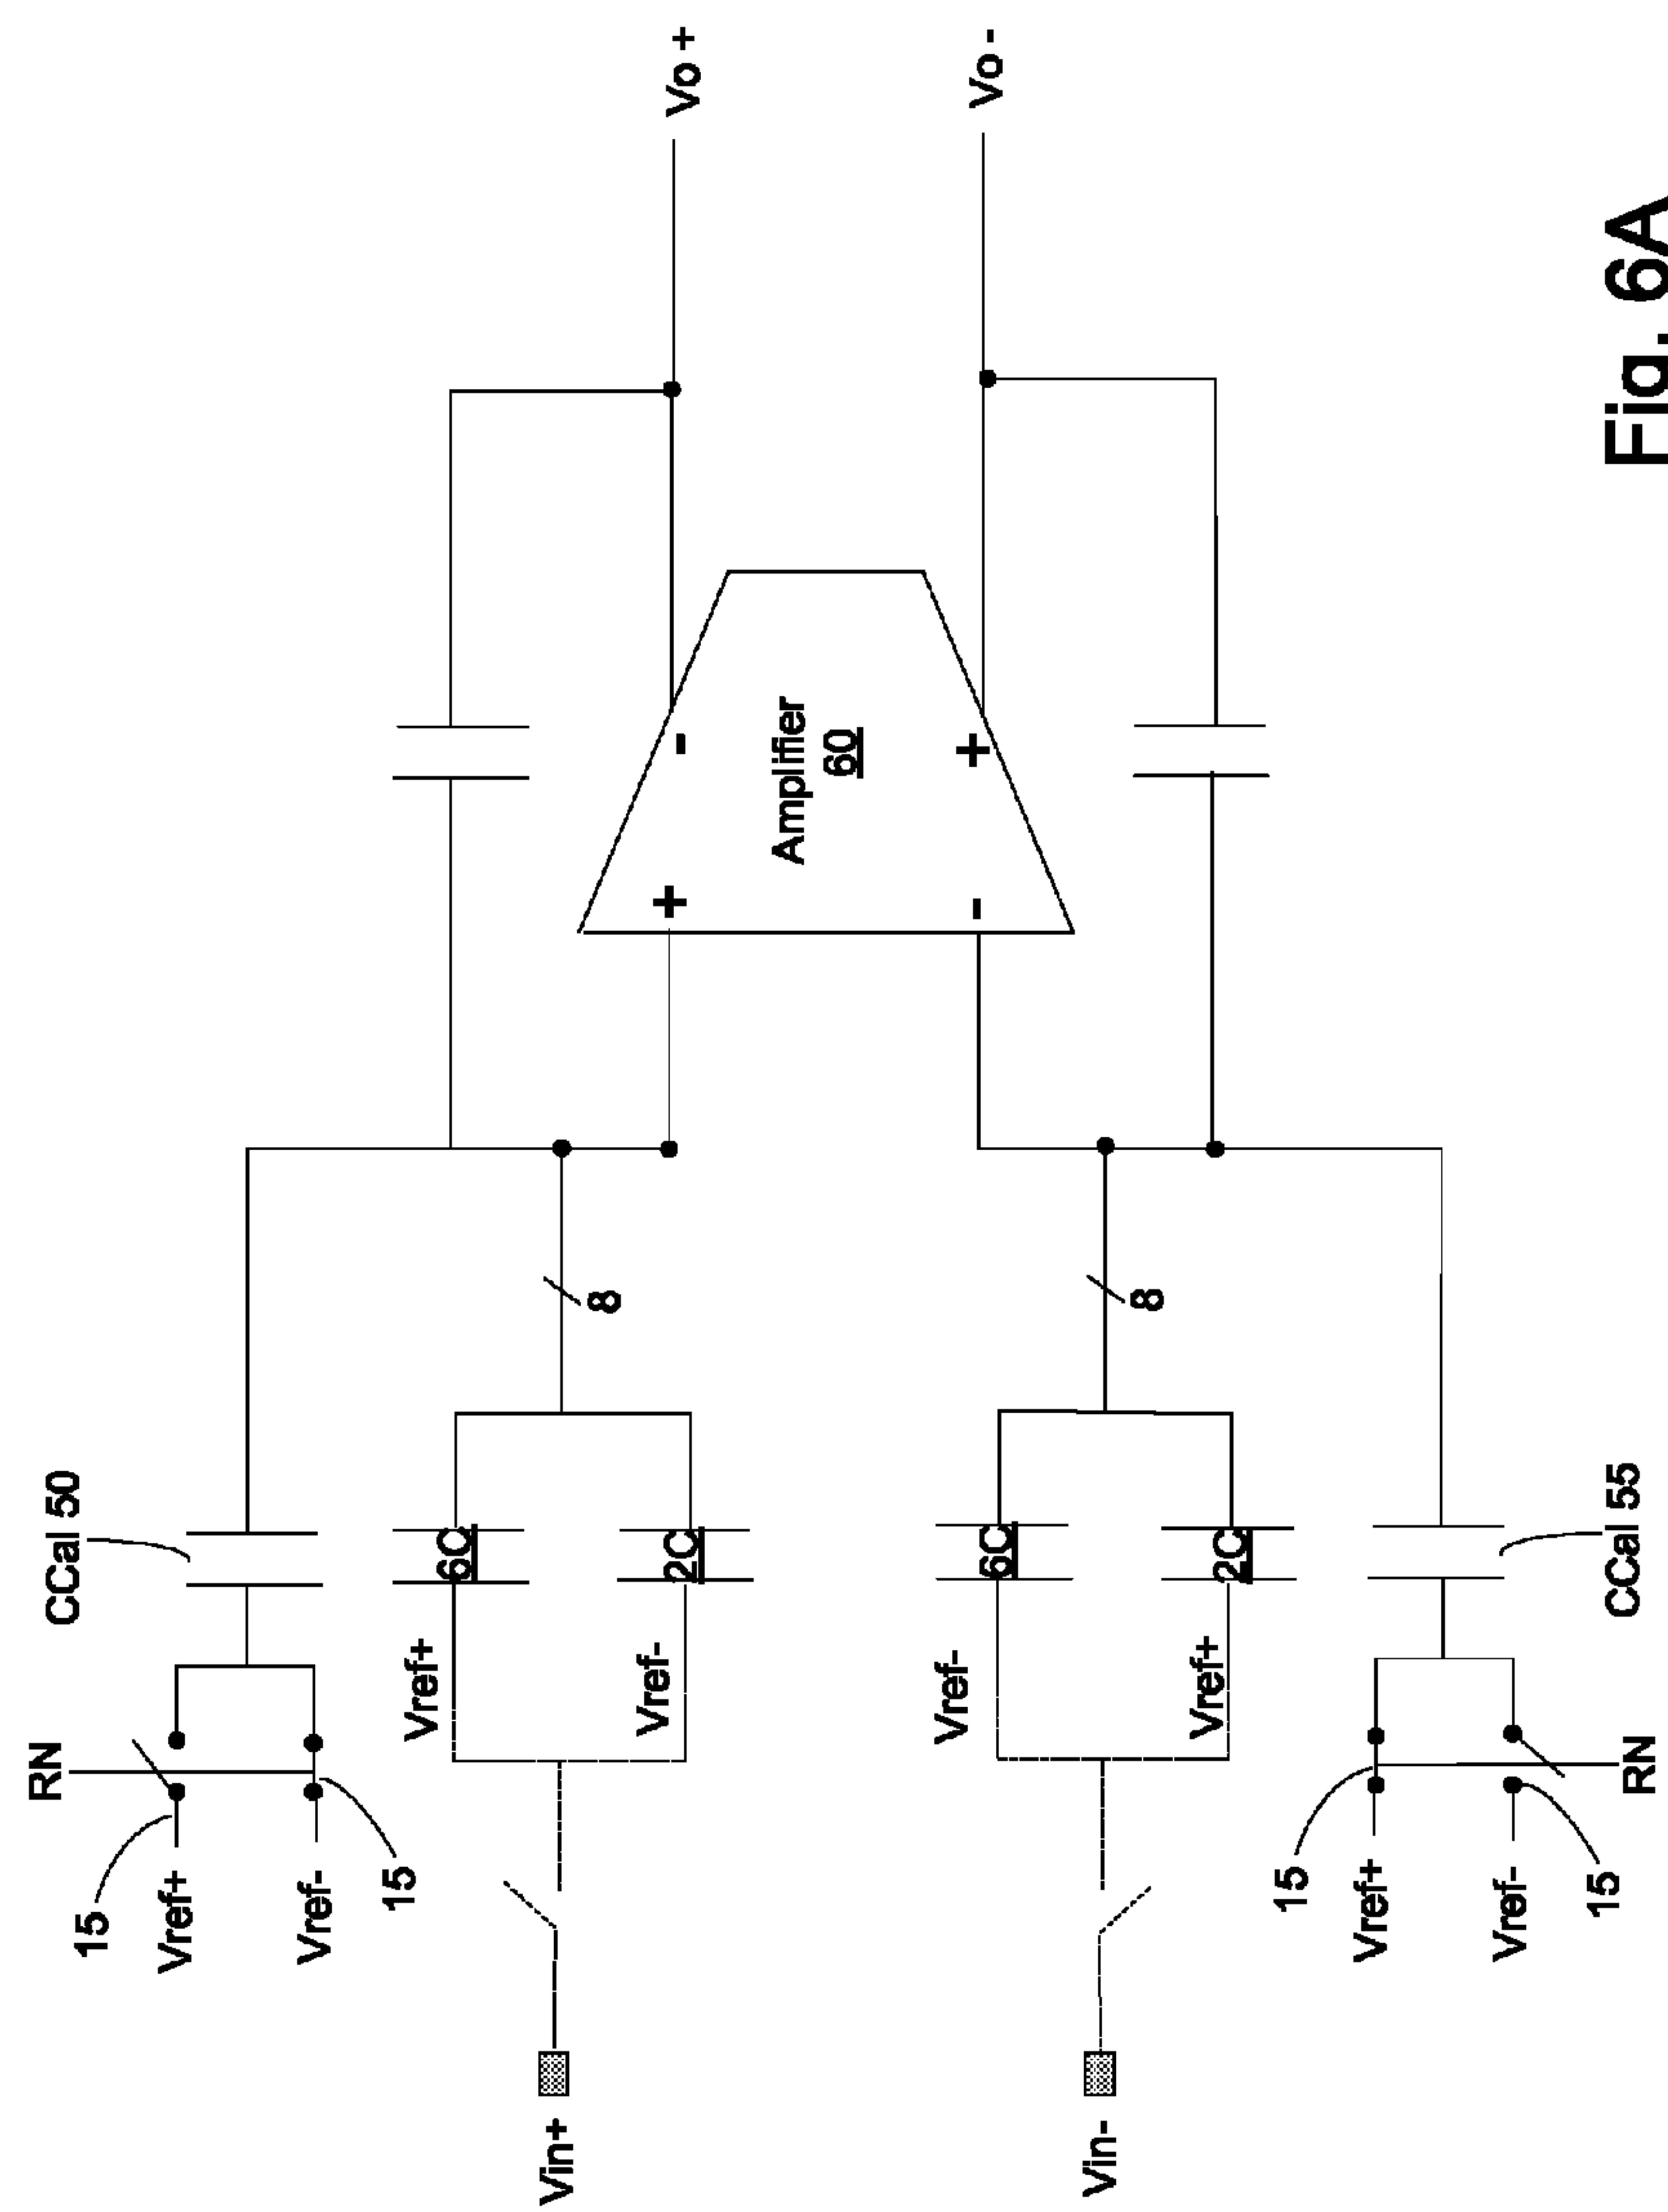 RN
15
Vref+
Vref-
15
CCal 50
Vin+
Vref+
6C
Vref-
2C
8
Amplifier
60
+
-
-
+
Vo +
Vo -
Vin-
Vref-
6C
Vref+
2C
8
15
Vref+
Vref-
15
RN
CCal 55
Fig. 6A